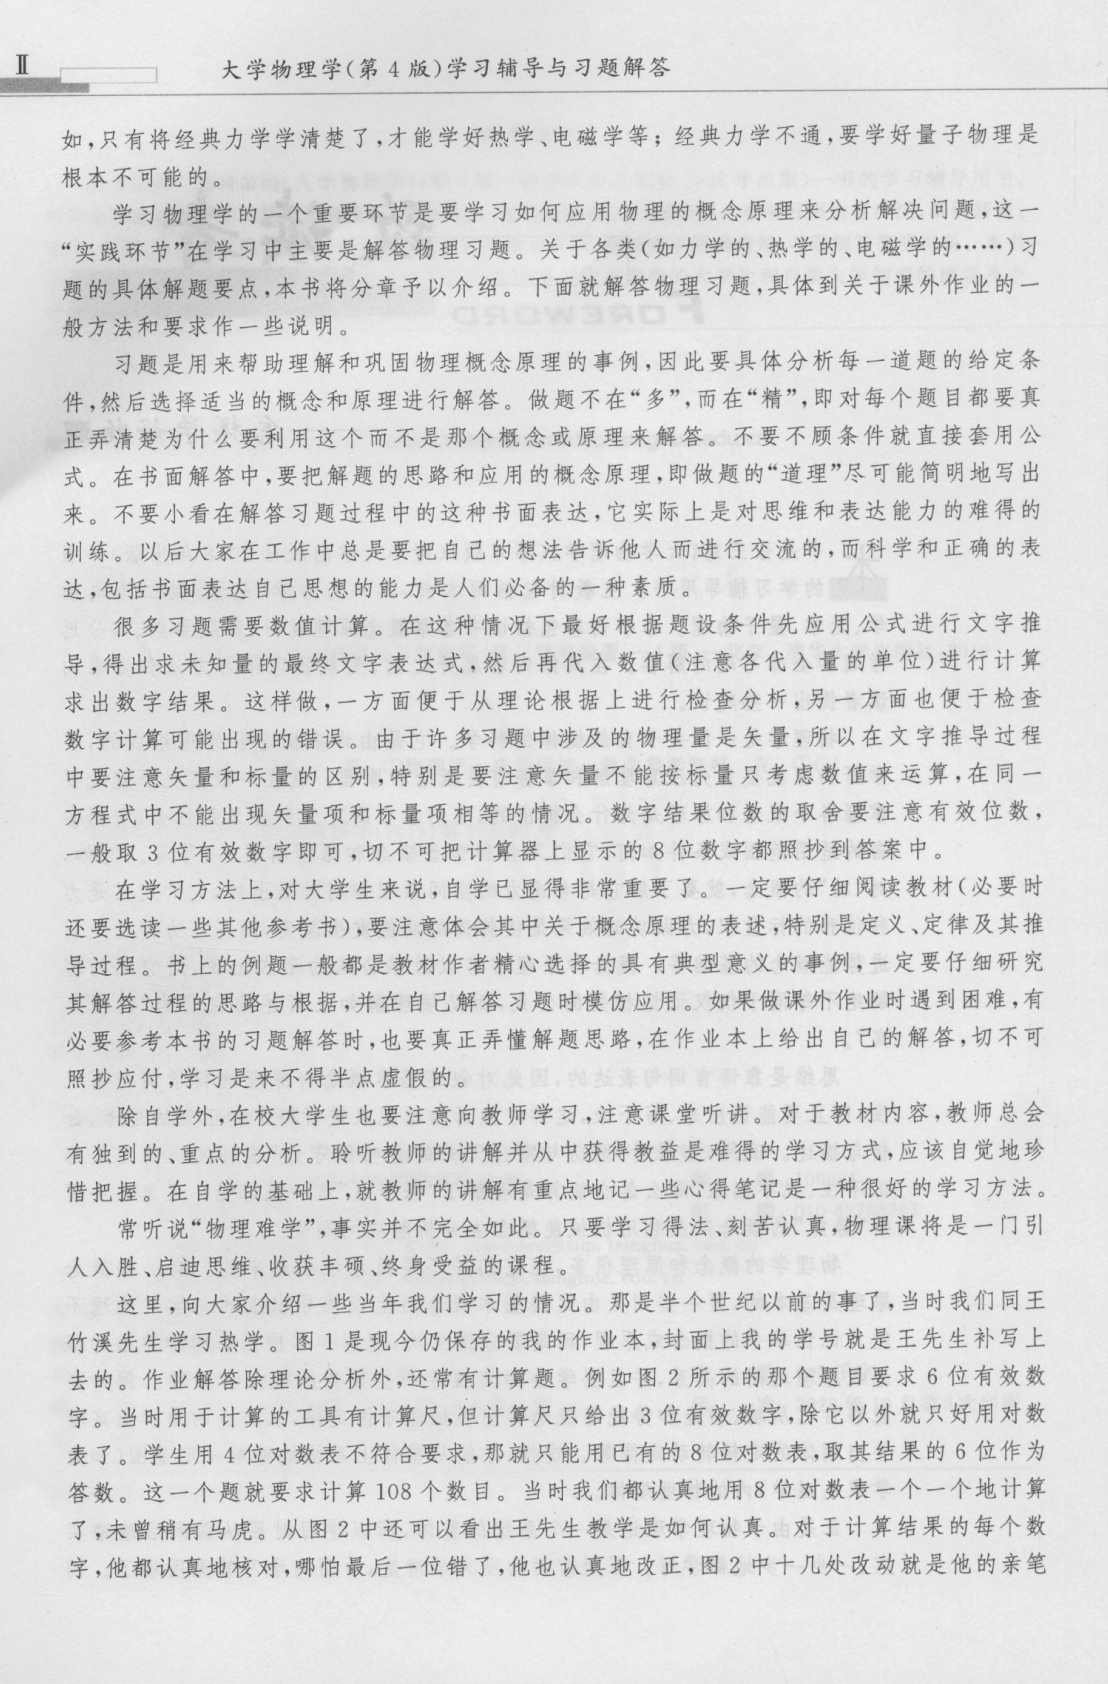 Ⅱ
大学物理学(第4版)学习辅导与习题解答
如,只有将经典力学学清楚了,才能学好热学、电磁学等；经典力学不通,要学好量子物理是
根本不可能的。
学习物理学的一个重要环节是要学习如何应用物理的概念原理来分析解决问题,这一
“实践环节”在学习中主要是解答物理习题。关于各类(如力学的、热学的、电磁学的……)习
题的具体解题要点,本书将分章予以介绍。下面就解答物理习题,具体到关于课外作业的一
般方法和要求作一些说明。
习题是用来帮助理解和巩固物理概念原理的事例,因此要具体分析每一道题的给定条
件,然后选择适当的概念和原理进行解答。做题不在“多”,而在“精”,即对每个题目都要真
正弄清楚为什么要利用这个而不是那个概念或原理来解答。不要不顾条件就直接套用公
式。在书面解答中,要把解题的思路和应用的概念原理,即做题的“道理”尽可能简明地写出
来。不要小看在解答习题过程中的这种书面表达,它实际上是对思维和表达能力的难得的
训练。以后大家在工作中总是要把自己的想法告诉他人而进行交流的,而科学和正确的表
达,包括书面表达自己思想的能力是人们必备的一种素质。
很多习题需要数值计算。在这种情况下最好根据题设条件先应用公式进行文字推
导,得出求未知量的最终文字表达式,然后再代入数值(注意各代入量的单位)进行计算
求出数字结果。这样做,一方面便于从理论根据上进行检查分析,另一方面也便于检查
数字计算可能出现的错误。由于许多习题中涉及的物理量是矢量,所以在文字推导过程
中要注意矢量和标量的区别,特别是要注意矢量不能按标量只考虑数值来运算,在同一
方程式中不能出现矢量项和标量项相等的情况。数字结果位数的取舍要注意有效位数,
一般取3位有效数字即可,切不可把计算器上显示的8位数字都照抄到答案中。
在学习方法上,对大学生来说,自学已显得非常重要了。一定要仔细阅读教材(必要时
还要选读一些其他参考书),要注意体会其中关于概念原理的表述,特别是定义、定律及其推
导过程。书上的例题一般都是教材作者精心选择的具有典型意义的事例,一定要仔细研究
其解答过程的思路与根据,并在自己解答习题时模仿应用。如果做课外作业时遇到困难,有
必要参考本书的习题解答时,也要真正弄懂解题思路,在作业本上给出自己的解答,切不可
照抄应付,学习是来不得半点虚假的。
除自学外,在校大学生也要注意向教师学习,注意课堂听讲。对于教材内容,教师总会
有独到的、重点的分析。聆听教师的讲解并从中获得教益是难得的学习方式,应该自觉地珍
惜把握。在自学的基础上,就教师的讲解有重点地记一些心得笔记是一种很好的学习方法。
常听说“物理难学”,事实并不完全如此。只要学习得法、刻苦认真,物理课将是一门引
人入胜、启迪思维、收获丰硕、终身受益的课程。
这里,向大家介绍一些当年我们学习的情况。那是半个世纪以前的事了,当时我们同王
竹溪先生学习热学。图1是现今仍保存的我的作业本,封面上我的学号就是王先生补写上
去的。作业解答除理论分析外,还常有计算题。例如图2所示的那个题目要求6位有效数
字。当时用于计算的工具有计算尺,但计算尺只给出3位有效数字,除它以外就只好用对数
表了。学生用4位对数表不符合要求,那就只能用已有的8位对数表,取其结果的6位作为
答数。这一个题就要求计算108个数目。当时我们都认真地用8位对数表一个一个地计算
了,未曾稍有马虎。从图2中还可以看出王先生教学是如何认真。对于计算结果的每个数
字,他都认真地核对,哪怕最后一位错了,他也认真地改正,图2中十几处改动就是他的亲笔